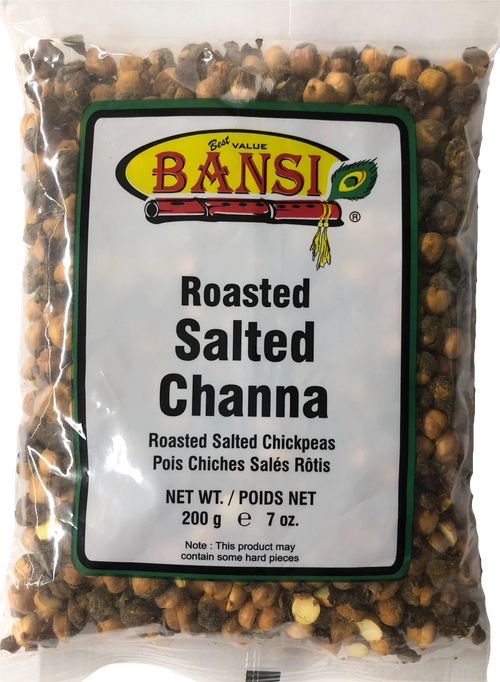 Best VALUE
BANSI
®
Roasted
Salted
Channa
Roasted Salted Chickpeas
Pois Chiches Salés Rôtis
NET WT. / POIDS NET
200 g ℮ 7 oz.
Note : This product may
contain some hard pieces